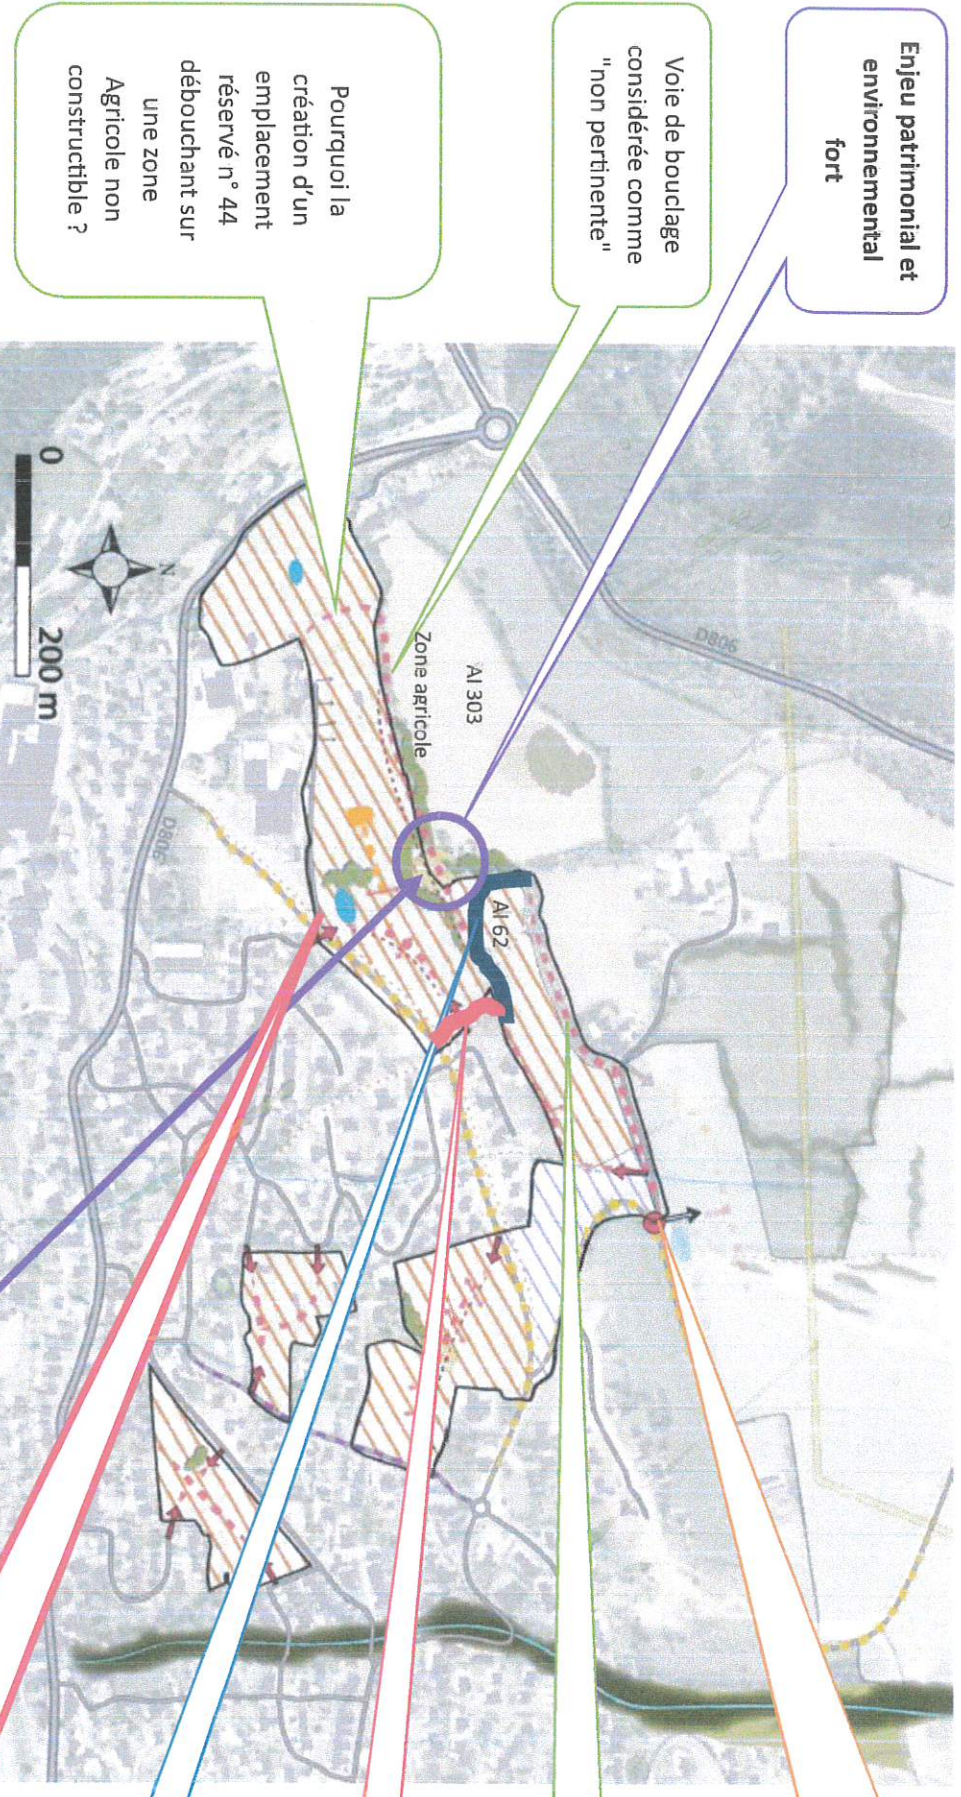 Enjeu patrimonial et
environnemental
fort
Voie de bouclage
considérée comme
"non pertinente"
Pourquoi la
création d'un
emplacement
réservé n° 44
débouchant sur
une zone
Agricole non
constructible ?
D806
AI 303
Zone agricole
AI 62
D806
N
0
200 m